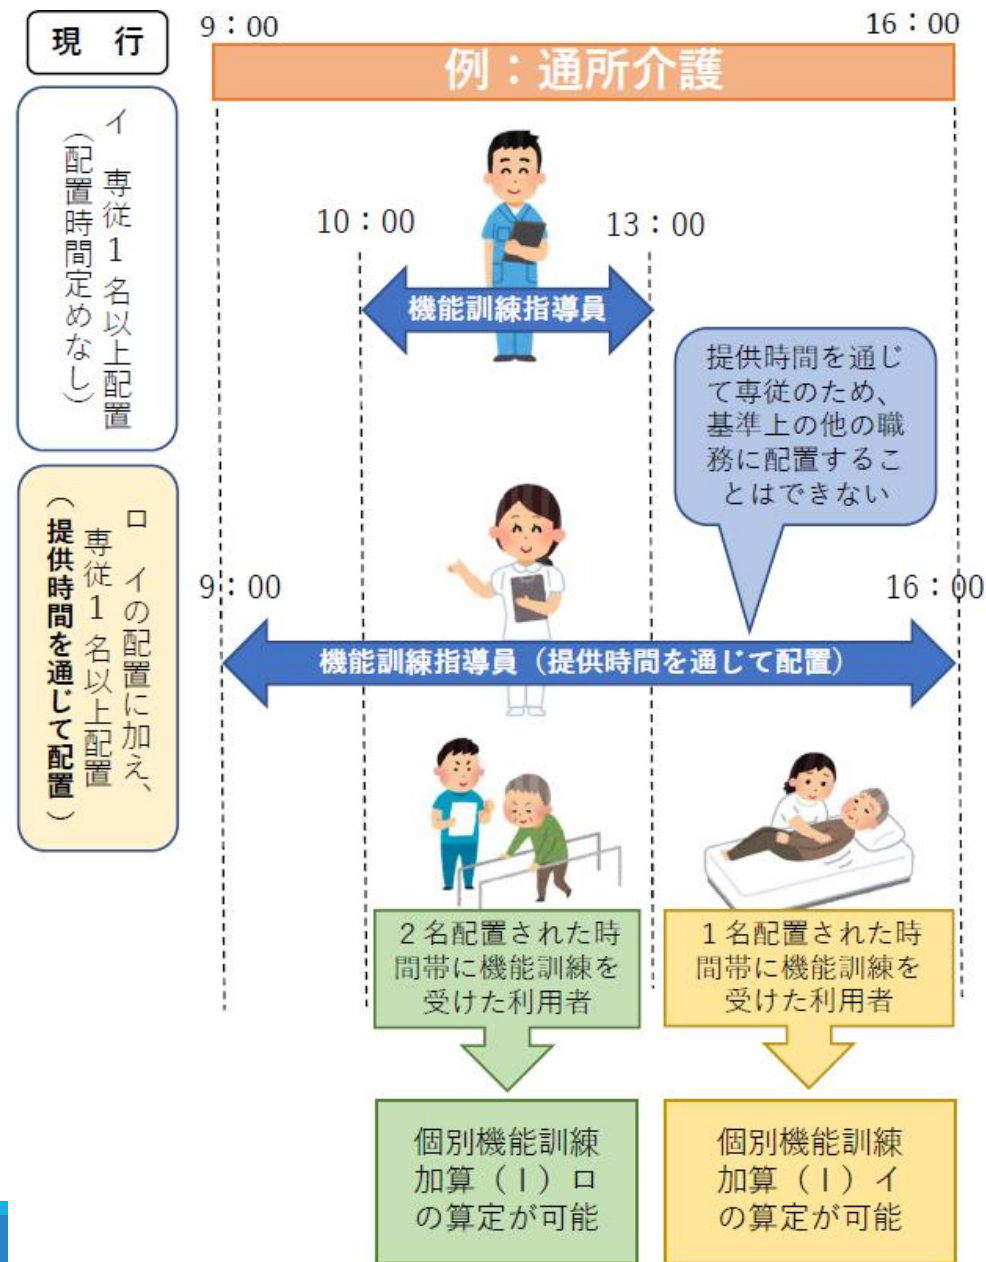 現 行
9：00
16：00
例：通所介護
イ 専従1名以上配置
（配置時間定めなし）
10：00
13：00
機能訓練指導員
提供時間を通じ
て専従のため、
基準上の他の職
務に配置するこ
とはできない
ロ イの配置に加え、
専従1名以上配置
（提供時間を通じて配置）
9：00
16：00
機能訓練指導員（提供時間を通じて配置）
２名配置された時
間帯に機能訓練を
受けた利用者
１名配置された時
間帯に機能訓練を
受けた利用者
個別機能訓練
加算（Ⅰ）ロ
の算定が可能
個別機能訓練
加算（Ⅰ）イ
の算定が可能